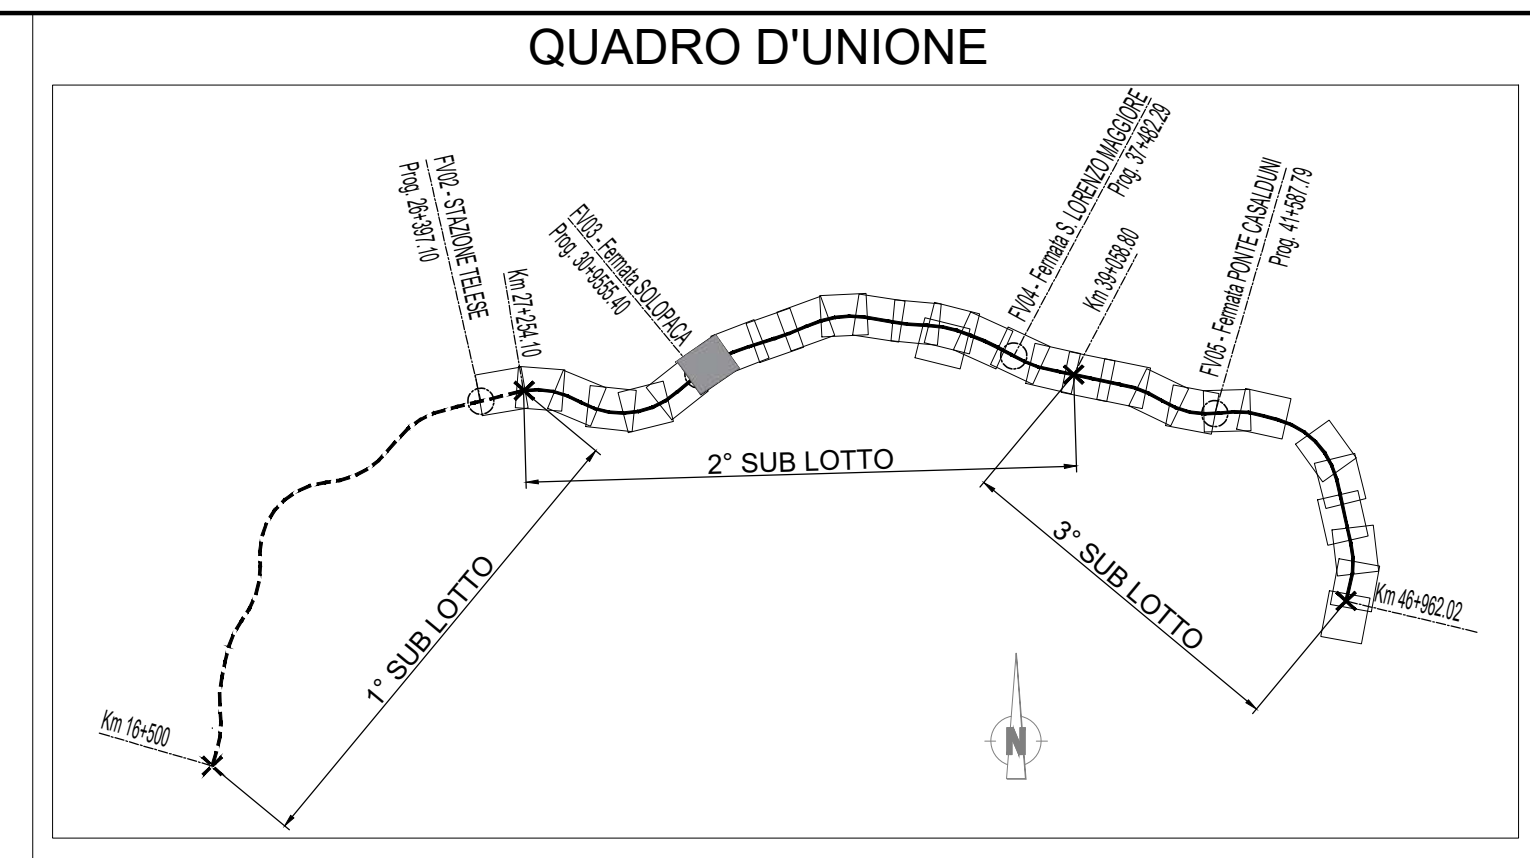 QUADRO D'UNIONE
FV02 - STAZIONE TELESE
Prog. 26+397.10
Km 27+254.10
FV03 - Fermata SOLOPACA
Prog. 30+9555.40
FV04 - Fermata S. LORENZO MAGGIORE
Prog. 37+482.29
Km 39+058.80
FV05 - Fermata PONTE CASALDUNI
Prog. 41+587.79
2° SUB LOTTO
1° SUB LOTTO
3° SUB LOTTO
Km 46+962.02
Km 16+500
N